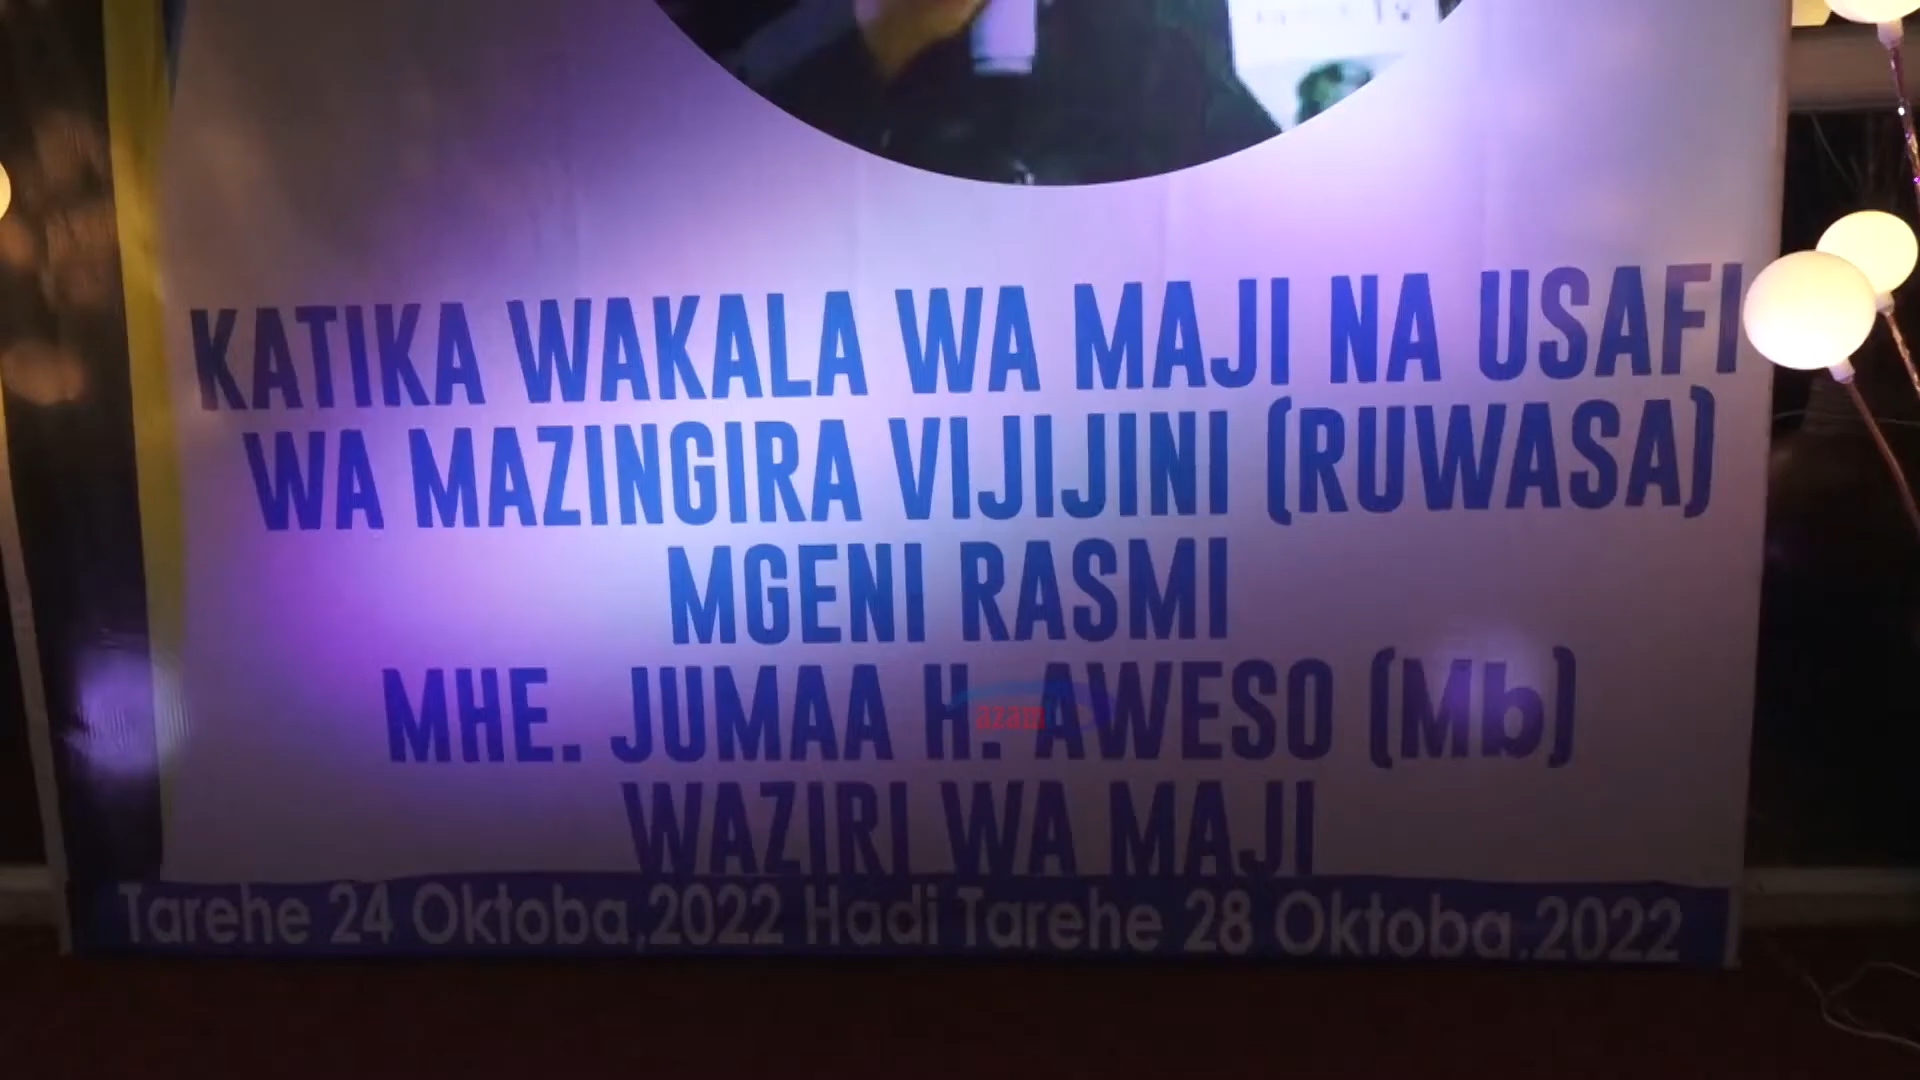 KATIKA WAKALA WA MAJI NA USAFI
WA MAZINGIRA VIJIJINI (RUWASA)
MGENI RASMI
MHE. JUMAA H. AWESO (Mb)
azam
WAZIRI WA MAJI
Tarehe 24 Oktoba,2022 Hadi Tarehe 28 Oktoba,2022